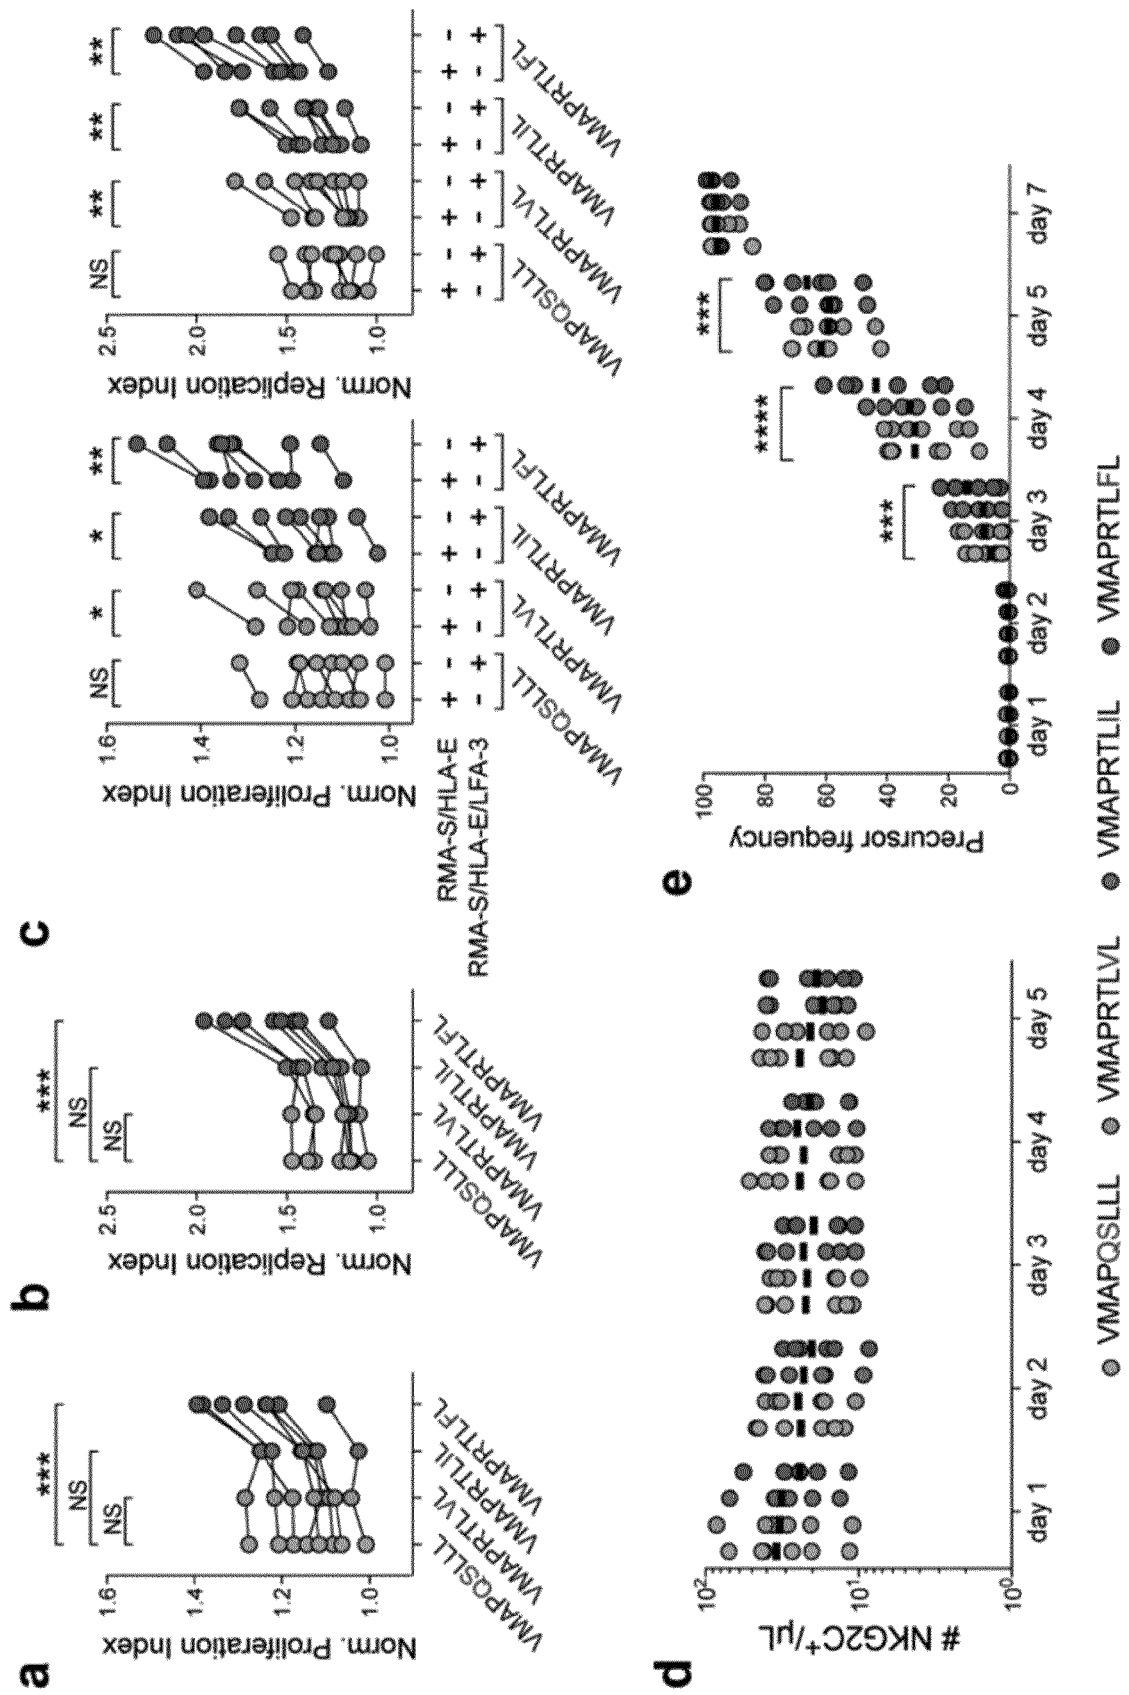 a
Norm. Proliferation Index
1.6
1.4
1.2
1.0
***
NS
NS
VMAPQSLLL
VMAPRTLVL
VMAPRTLIL
VMAPRTLFL
b
Norm. Replication Index
2.5
2.0
1.5
1.0
***
NS
NS
VMAPQSLLL
VMAPRTLVL
VMAPRTLIL
VMAPRTLFL
c
Norm. Proliferation Index
1.6
1.4
1.2
1.0
NS * * **
RMA-S/HLA-E + - + - + - + -
RMA-S/HLA-E/LFA-3 - + - + - + - +
VMAPQSLLL
VMAPRTLVL
VMAPRTLIL
VMAPRTLFL
Norm. Replication Index
2.5
2.0
1.5
1.0
NS ** ** **
+ - + - + - + -
- + - + - + - +
VMAPQSLLL
VMAPRTLVL
VMAPRTLIL
VMAPRTLFL
d
# NKG2C⁺/µL
10²
10¹
10⁰
day 1 day 2 day 3 day 4 day 5
e
Precursor frequency
100
80
60
40
20
0
*** **** ***
day 1 day 2 day 3 day 4 day 5 day 7
VMAPQSLLL VMAPRTLVL VMAPRTLIL VMAPRTLFL